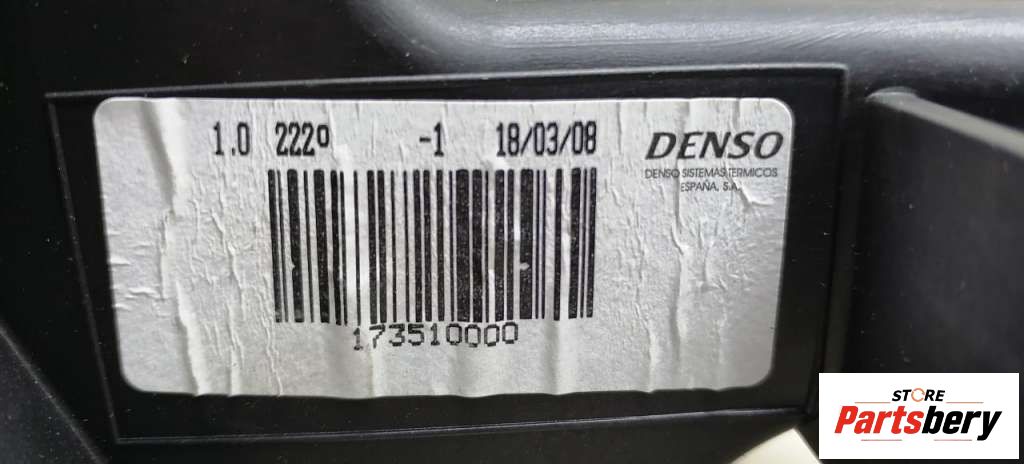 1.0 222º -1 18/03/08
DENSO
DENSO SISTEMAS TERMICOS
ESPAÑA, S.A.
173510000
STORE
Partsbery